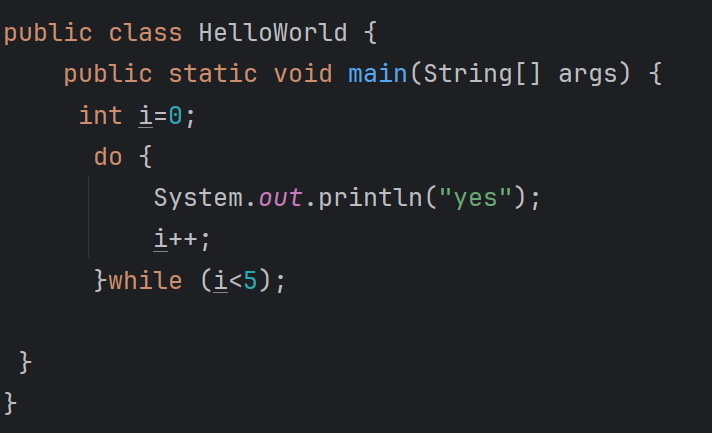 public class HelloWorld {
    public static void main(String[] args) {
     int i=0;
      do {
          System.out.println("yes");
          i++;
      }while (i<5);

 }
}